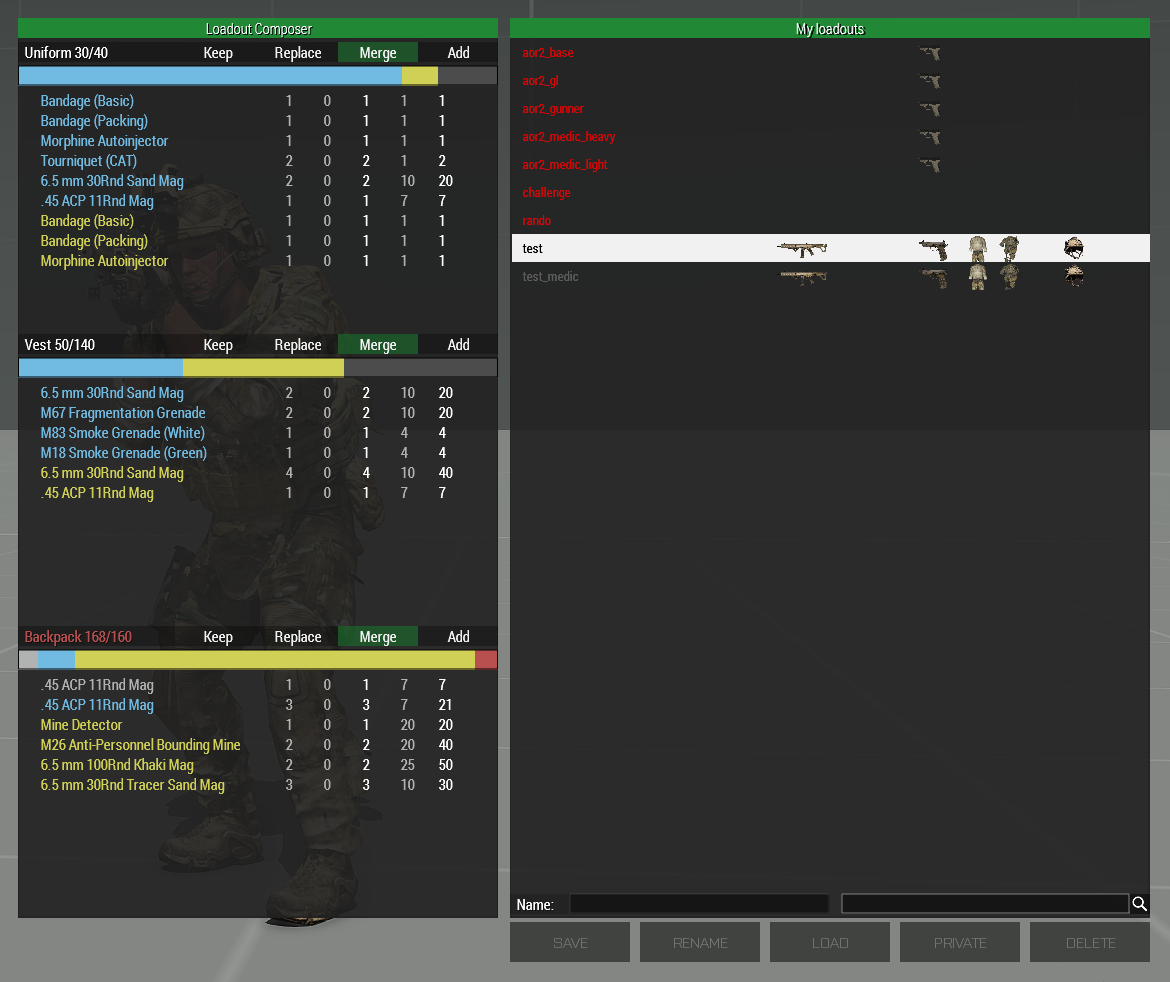 Loadout Composer
Uniform 30/40 Keep Replace Merge Add
Bandage (Basic) 1 0 1 1 1
Bandage (Packing) 1 0 1 1 1
Morphine Autoinjector 1 0 1 1 1
Tourniquet (CAT) 2 0 2 1 2
6.5 mm 30Rnd Sand Mag 2 0 2 10 20
.45 ACP 11Rnd Mag 1 0 1 7 7
Bandage (Basic) 1 0 1 1 1
Bandage (Packing) 1 0 1 1 1
Morphine Autoinjector 1 0 1 1 1
Vest 50/140 Keep Replace Merge Add
6.5 mm 30Rnd Sand Mag 2 0 2 10 20
M67 Fragmentation Grenade 2 0 2 10 20
M83 Smoke Grenade (White) 1 0 1 4 4
M18 Smoke Grenade (Green) 1 0 1 4 4
6.5 mm 30Rnd Sand Mag 4 0 4 10 40
.45 ACP 11Rnd Mag 1 0 1 7 7
Backpack 168/160 Keep Replace Merge Add
.45 ACP 11Rnd Mag 1 0 1 7 7
.45 ACP 11Rnd Mag 3 0 3 7 21
Mine Detector 1 0 1 20 20
M26 Anti-Personnel Bounding Mine 2 0 2 20 40
6.5 mm 100Rnd Khaki Mag 2 0 2 25 50
6.5 mm 30Rnd Tracer Sand Mag 3 0 3 10 30
My loadouts
aor2_base
aor2_gl
aor2_gunner
aor2_medic_heavy
aor2_medic_light
challenge
rando
test
test_medic
Name:
SAVE RENAME LOAD PRIVATE DELETE